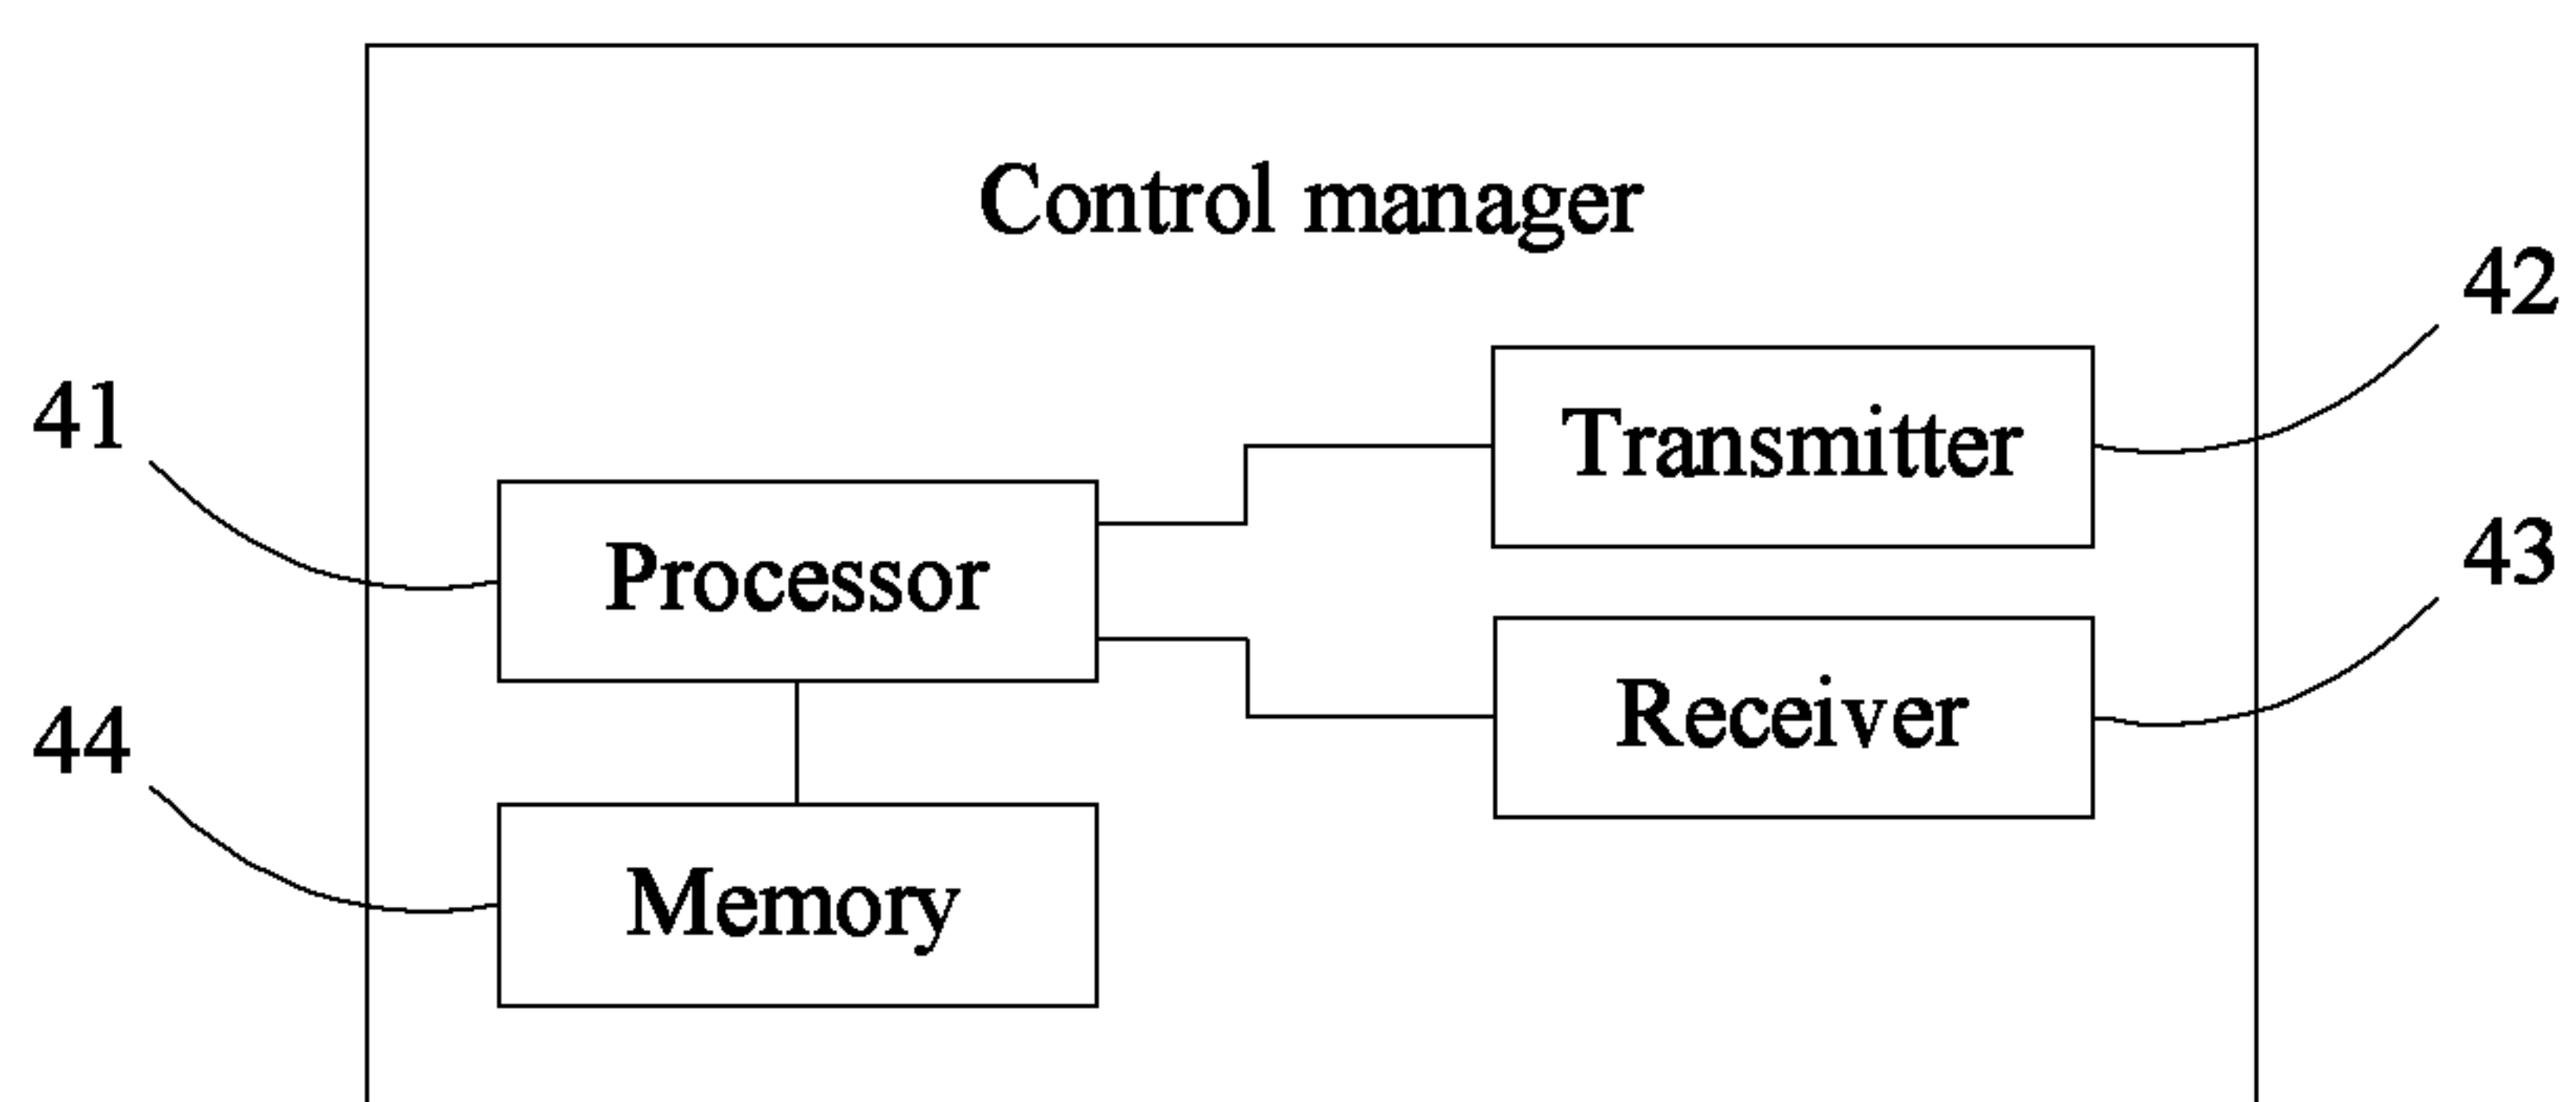 Control manager
42
Transmitter
41
Processor
43
Receiver
44
Memory